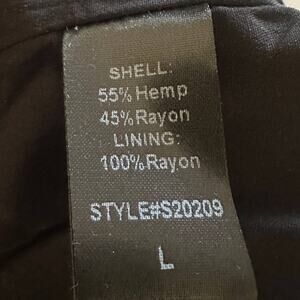 SHELL:
55% Hemp
45%Rayon
LINING:
100%Rayon
STYLE#S20209
L